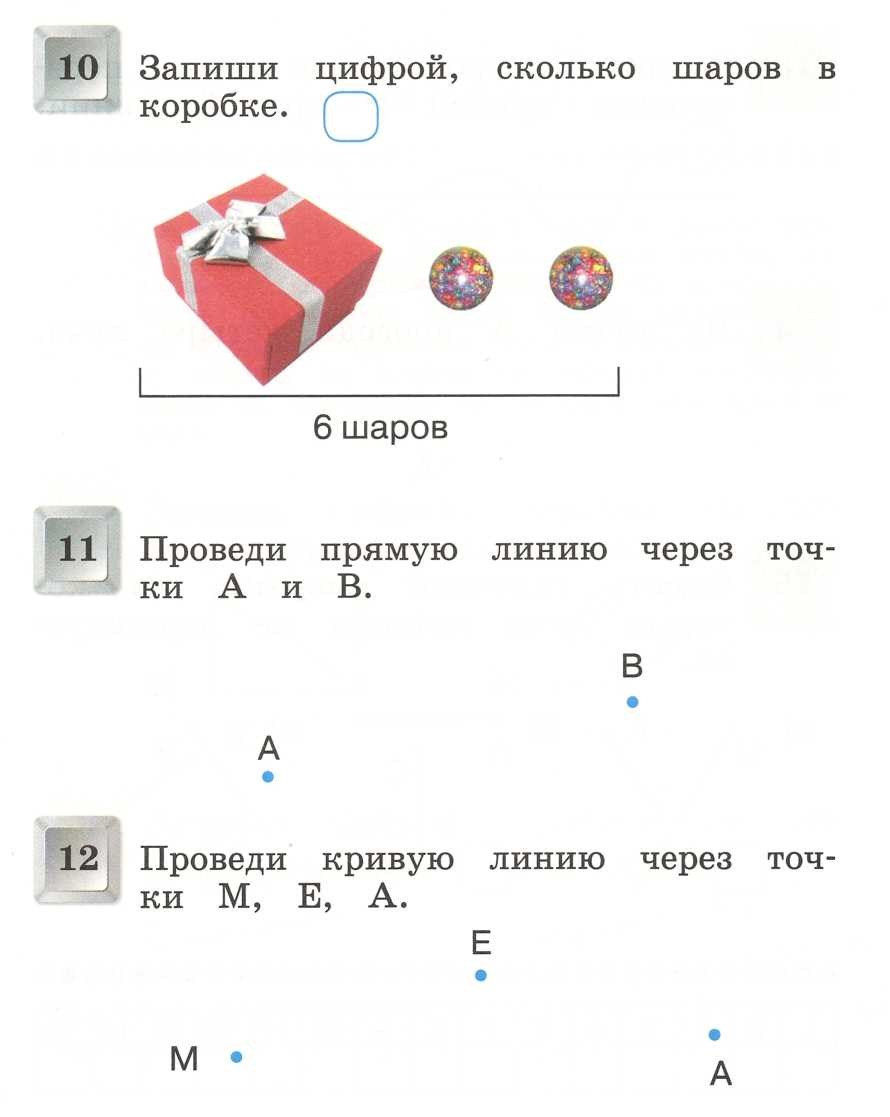 10 Запиши цифрой, сколько шаров в
коробке.
6 шаров
11 Проведи прямую линию через точ-
ки А и В.
В
А
12 Проведи кривую линию через точ-
ки М, Е, А.
Е
М
А